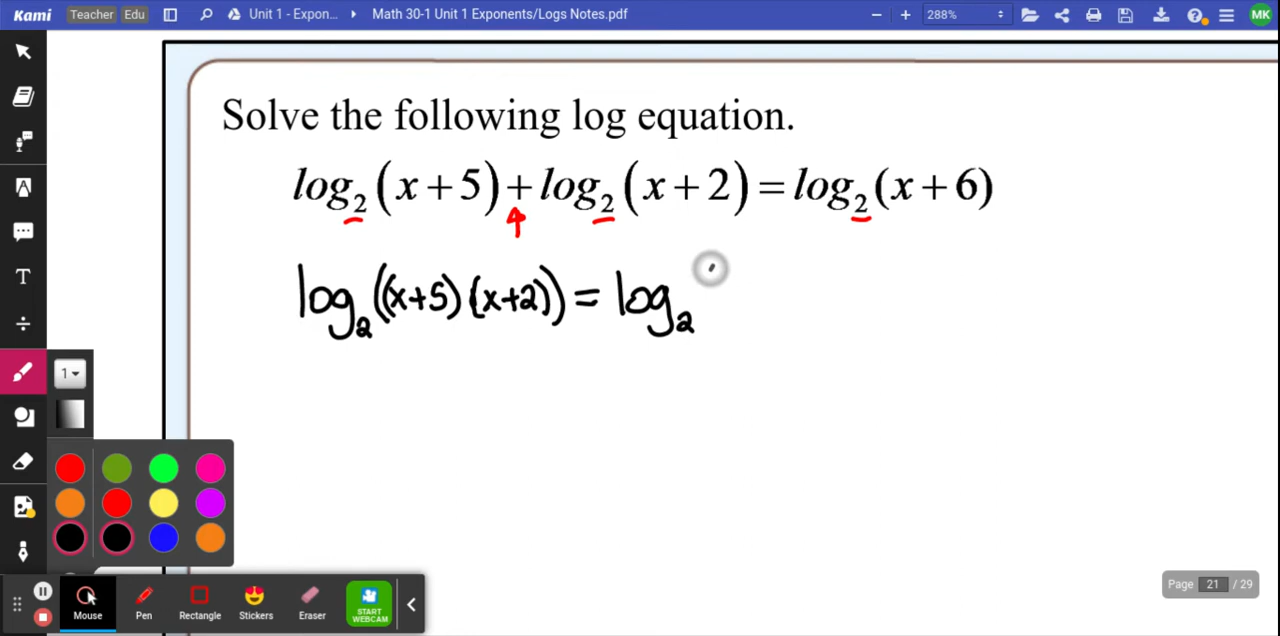 Kami Teacher Edu Unit 1 - Expon... Math 30-1 Unit 1 Exponents/Logs Notes.pdf − + 288% MK
Solve the following log equation.
log₂(x+5)+log₂(x+2)=log₂(x+6)
log₂((x+5)(x+2))=log₂
T
1
Page 21 / 29
Mouse Pen Rectangle Stickers Eraser START WEBCAM